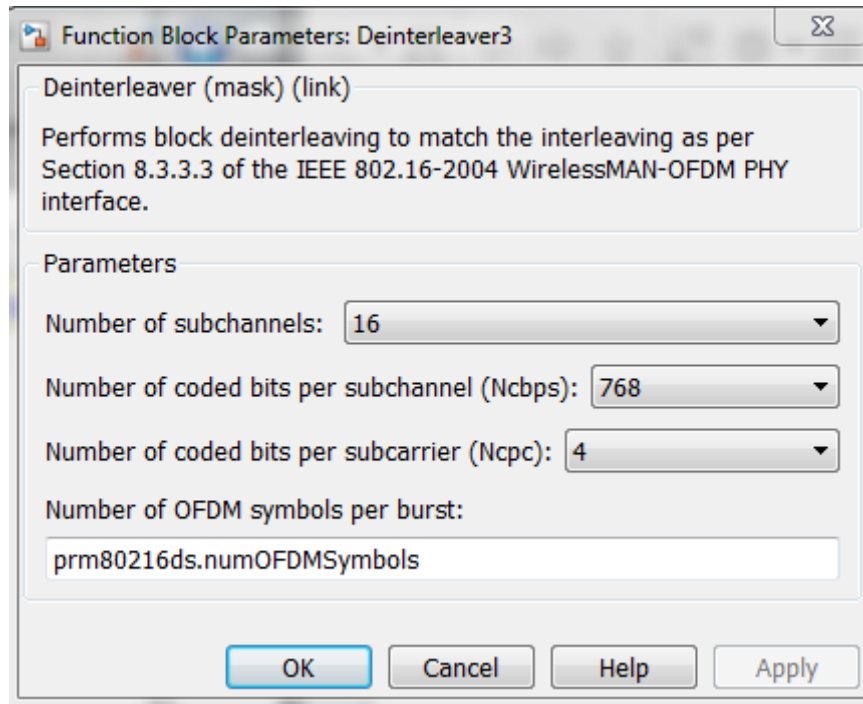 Function Block Parameters: Deinterleaver3
Deinterleaver (mask) (link)
Performs block deinterleaving to match the interleaving as per
Section 8.3.3.3 of the IEEE 802.16-2004 WirelessMAN-OFDM PHY
interface.
Parameters
Number of subchannels: 16
Number of coded bits per subchannel (Ncbps): 768
Number of coded bits per subcarrier (Ncpc): 4
Number of OFDM symbols per burst:
prm80216ds.numOFDMSymbols
OK Cancel Help Apply